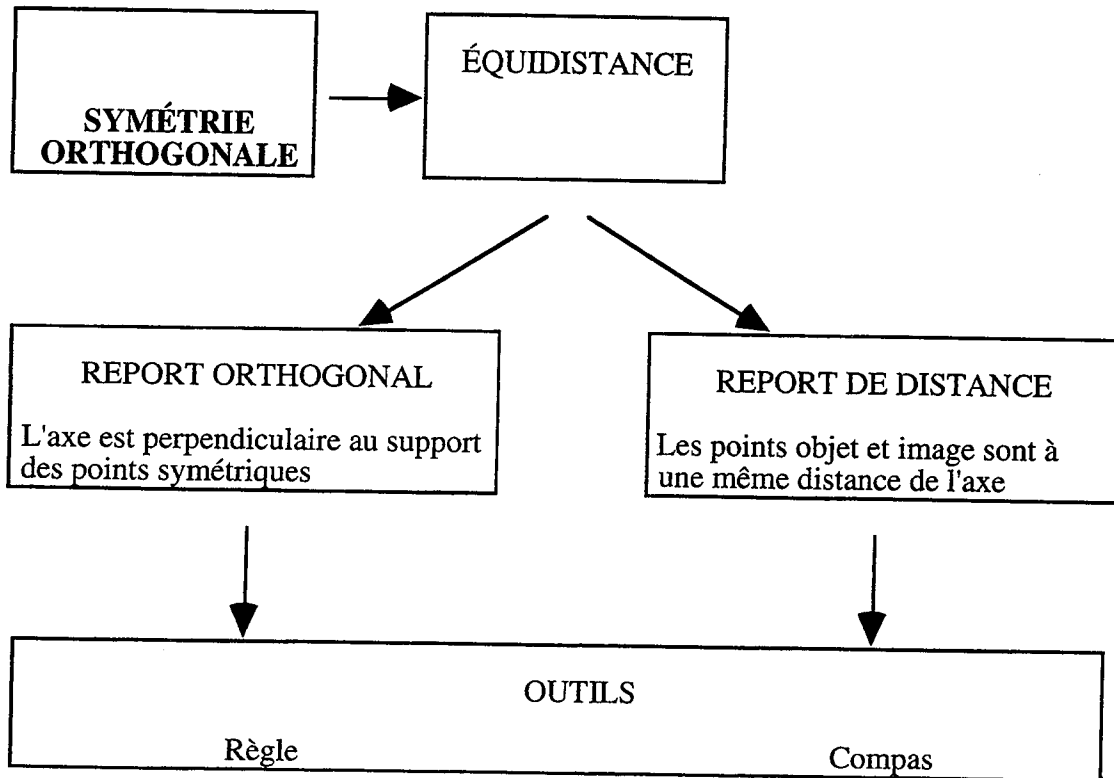 SYMÉTRIE
ORTHOGONALE
ÉQUIDISTANCE
REPORT ORTHOGONAL
L'axe est perpendiculaire au support
des points symétriques
REPORT DE DISTANCE
Les points objet et image sont à
une même distance de l'axe
OUTILS
Règle
Compas